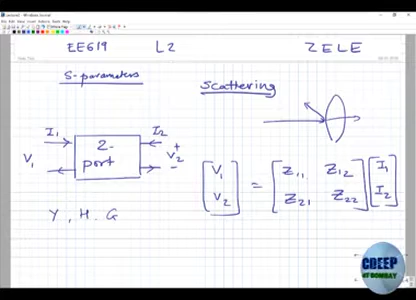 EE619 L2 2ELE
S-parameters
Scattering
I1 I2
V1 2-port V2 + -
[V1 V2] = [Z11 Z12 Z21 Z22] [I1 I2]
Y, H, G
CDEEP
IIT BOMBAY